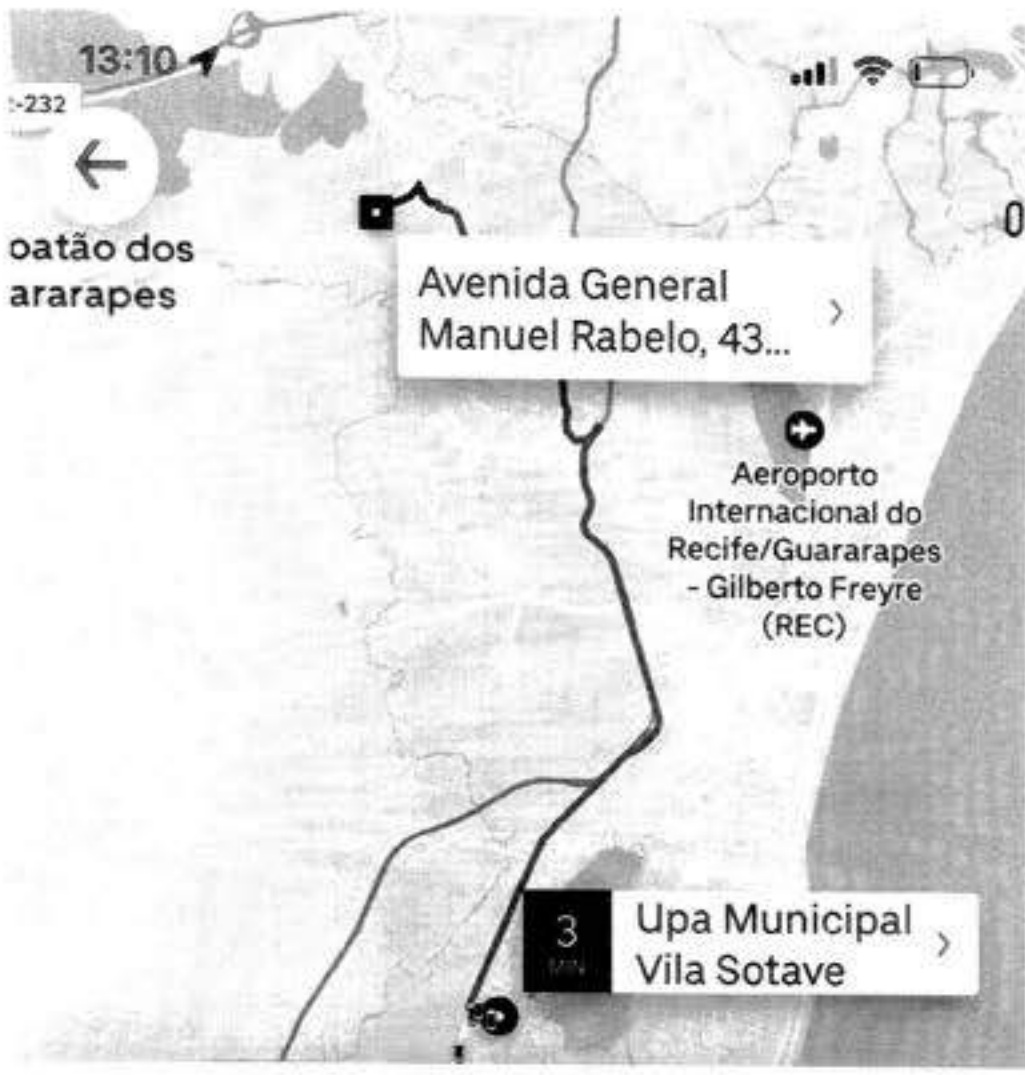 13:10
-232
oatão dos
ararapes
Avenida General
Manuel Rabelo, 43...
Aeroporto
Internacional do
Recife/Guararapes
- Gilberto Freyre
(REC)
3
MIN
Upa Municipal
Vila Sotave